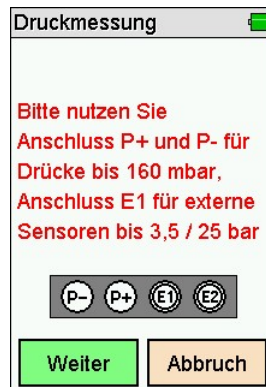 Druckmessung
Bitte nutzen Sie
Anschluss P+ und P- für
Drücke bis 160 mbar,
Anschluss E1 für externe
Sensoren bis 3,5 / 25 bar
P- P+ E1 E2
Weiter Abbruch